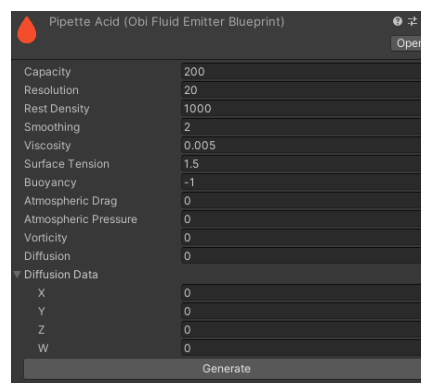 Pipette Acid (Obi Fluid Emitter Blueprint)
Open
Capacity 200
Resolution 20
Rest Density 1000
Smoothing 2
Viscosity 0.005
Surface Tension 1.5
Buoyancy -1
Atmospheric Drag 0
Atmospheric Pressure 0
Vorticity 0
Diffusion 0
Diffusion Data
X 0
Y 0
Z 0
W 0
Generate